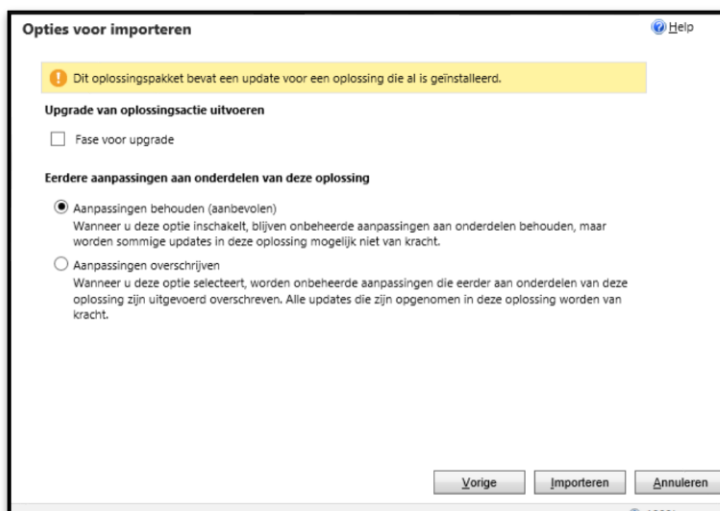 Opties voor importeren
Help
Dit oplossingspakket bevat een update voor een oplossing die al is geïnstalleerd.
Upgrade van oplossingsactie uitvoeren
Fase voor upgrade
Eerdere aanpassingen aan onderdelen van deze oplossing
Aanpassingen behouden (aanbevolen)
Wanneer u deze optie inschakelt, blijven onbeheerde aanpassingen aan onderdelen behouden, maar
worden sommige updates in deze oplossing mogelijk niet van kracht.
Aanpassingen overschrijven
Wanneer u deze optie selecteert, worden onbeheerde aanpassingen die eerder aan onderdelen van deze
oplossing zijn uitgevoerd overschreven. Alle updates die zijn opgenomen in deze oplossing worden van
kracht.
Vorige
Importeren
Annuleren